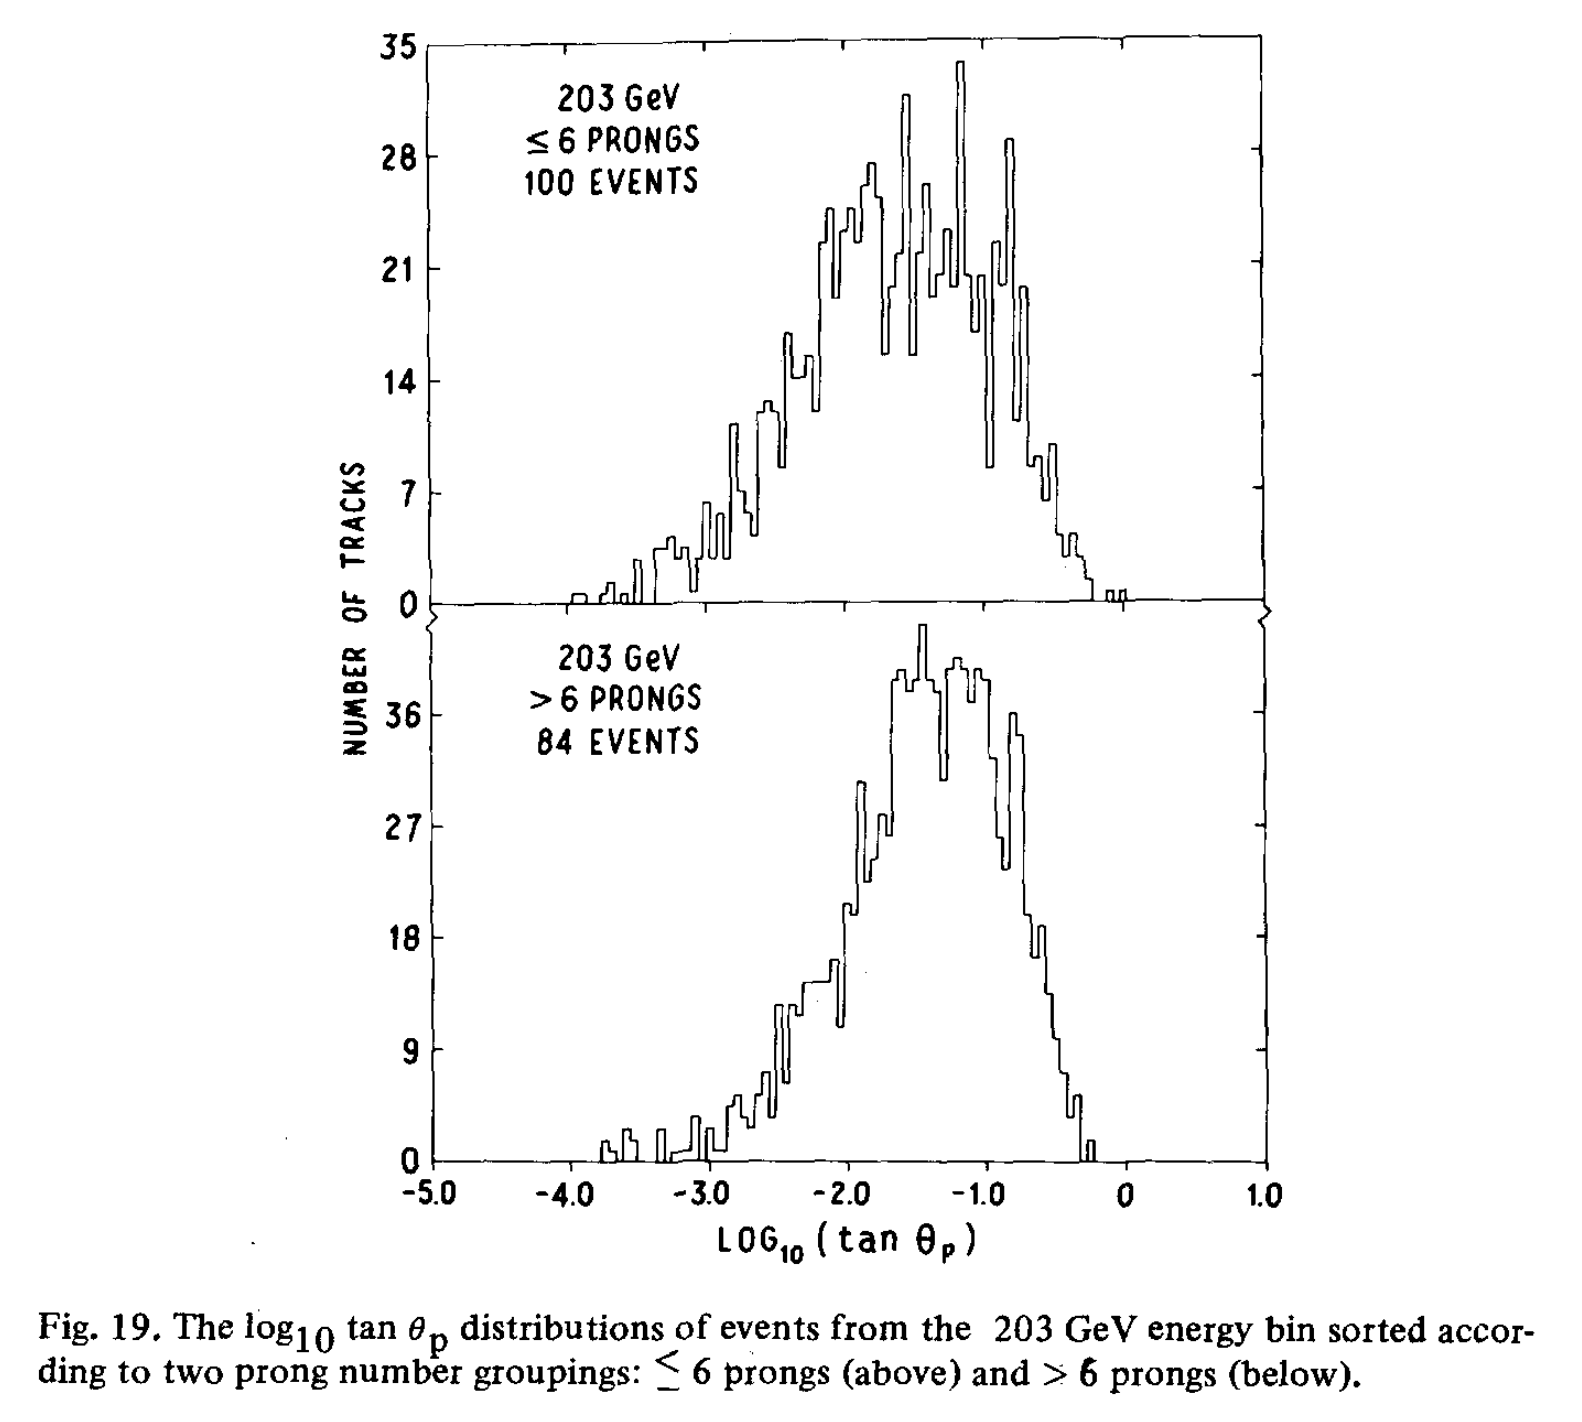 35
203 GeV
≤ 6 PRONGS
28
100 EVENTS
21
14
7
0
NUMBER OF TRACKS
203 GeV
> 6 PRONGS
36
84 EVENTS
27
18
9
0
-5.0 -4.0 -3.0 -2.0 -1.0 0 1.0
LOG₁₀ (tan θₚ)
Fig. 19. The log₁₀ tan θₚ distributions of events from the 203 GeV energy bin sorted accor-
ding to two prong number groupings: ≤ 6 prongs (above) and > 6 prongs (below).